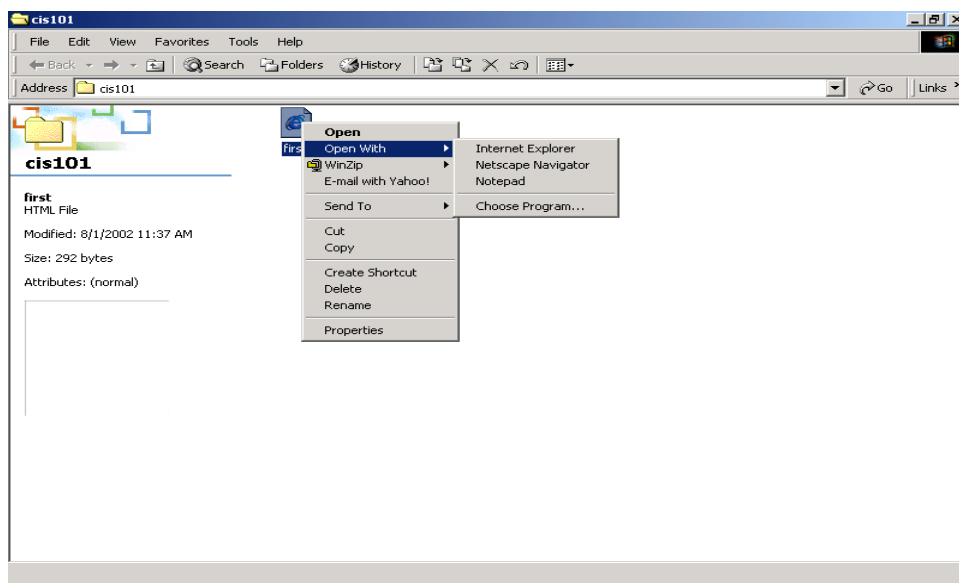 cis101
File Edit View Favorites Tools Help
Back Search Folders History
Address cis101 Go Links
cis101
first
HTML File
Modified: 8/1/2002 11:37 AM
Size: 292 bytes
Attributes: (normal)
firs
Open
Open With
WinZip
E-mail with Yahoo!
Send To
Cut
Copy
Create Shortcut
Delete
Rename
Properties
Internet Explorer
Netscape Navigator
Notepad
Choose Program...